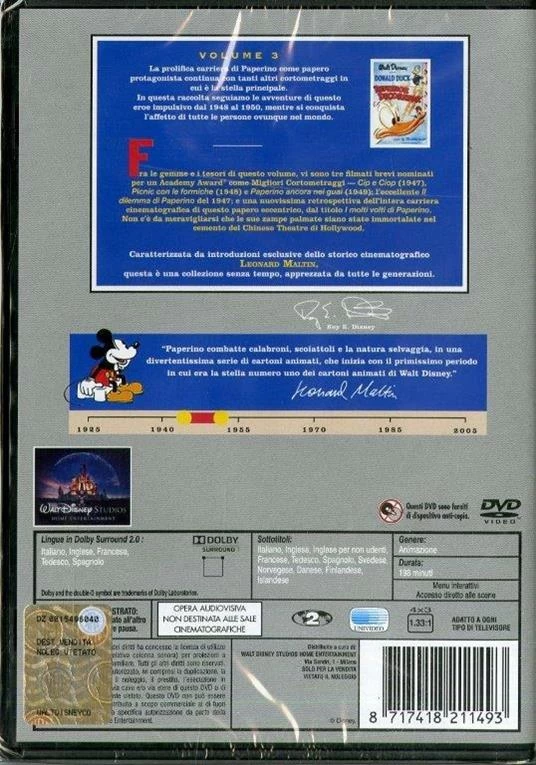 VOLUME 3
La prolifica carriera di Paperino come papero
protagonista continua con tanti altri cortometraggi in
cui è la stella principale.
In questa raccolta seguiamo le avventure di questo
eroe impulsivo dal 1948 al 1950, mentre si conquista
l'affetto di tutte le persone ovunque nel mondo.
Walt Disney
DONALD DUCK
Fra le gemme e i tesori di questo volume, vi sono tre filmati brevi nominati
per un Academy Award come Migliori Cortometraggi — Cip e Ciop (1947),
Picnic con le formiche (1948) e Paperino ancora nei guai (1949); l'eccellente Il
dilemma di Paperino del 1947; e una nuovissima retrospettiva dell'intera carriera
cinematografica di questo papero eccentrico, dal titolo I molti volti di Paperino.
Non c'è da meravigliarsi che le sue zampe palmate siano state immortalate nel
cemento del Chinese Theatre di Hollywood.
Caratterizzata da introduzioni esclusive dello storico cinematografico
LEONARD MALTIN,
questa è una collezione senza tempo, apprezzata da tutte le generazioni.
Roy E. Disney
"Paperino combatte calabroni, scoiattoli e la natura selvaggia, in una
divertentissima serie di cartoni animati, che inizia con il primissimo periodo
in cui era la stella numero uno dei cartoni animati di Walt Disney."
Leonard Maltin
1925 1940 1955 1970 1985 2005
WALT DISNEY STUDIOS
HOME ENTERTAINMENT
Questi DVD sono forniti
di dispositivo anti-copia.
DVD
VIDEO
Lingue in Dolby Surround 2.0 :
Italiano, Inglese, Francese,
Tedesco, Spagnolo
DOLBY
SURROUND
Dolby and the double-D symbol are trademarks of Dolby Laboratories.
Sottotitoli:
Italiano, Inglese, Inglese per non udenti,
Francese, Tedesco, Spagnolo, Svedese,
Norvegese, Danese, Finlandese,
Islandese
Genere:
Animazione
Durata:
198 minuti
Menu interattivi
Accesso diretto alle scene
DEST VENDITA
NOLEG VIETATO
WALTDISNEYCO
STRATO:
OPERA AUDIOVISIVA
NON DESTINATA ALLE SALE
CINEMATOGRAFICHE
2
UNIVIDEO
4x3
1.33:1
ADATTO A OGNI
TIPO DI TELEVISORE
Distribuito a cura di
WALT DISNEY STUDIOS HOME ENTERTAINMENT
Via Sandri, 1 - Milano
SOLO PER LA VENDITA
VIETATO IL NOLEGGIO
© Disney.
8 717418 211493